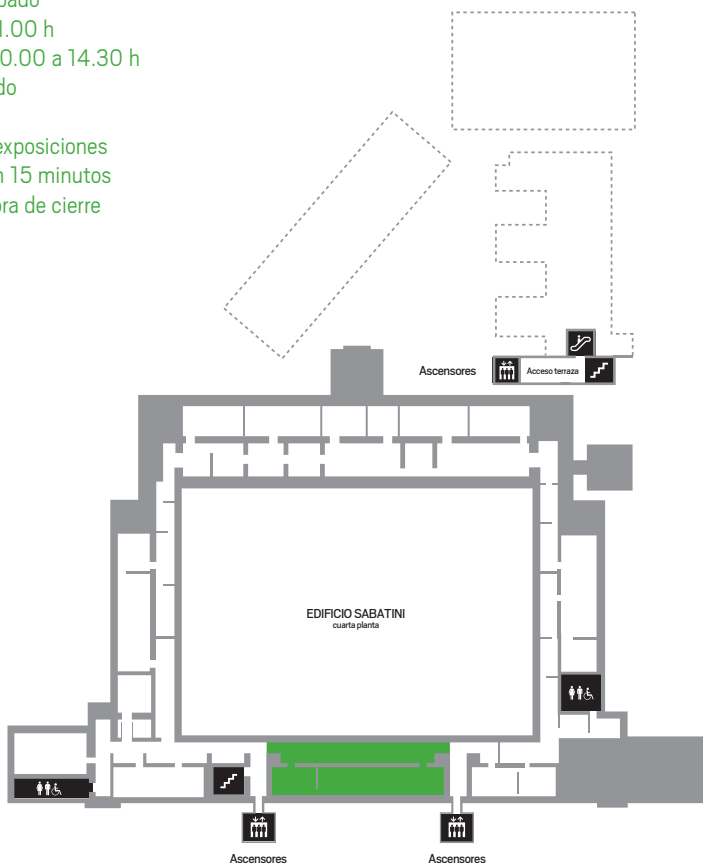 1.00 h
0.00 a 14.30 h
exposiciones
15 minutos
de cierre
Ascensores
Acceso terraza
EDIFICIO SABATINI
cuarta planta
Ascensores
Ascensores